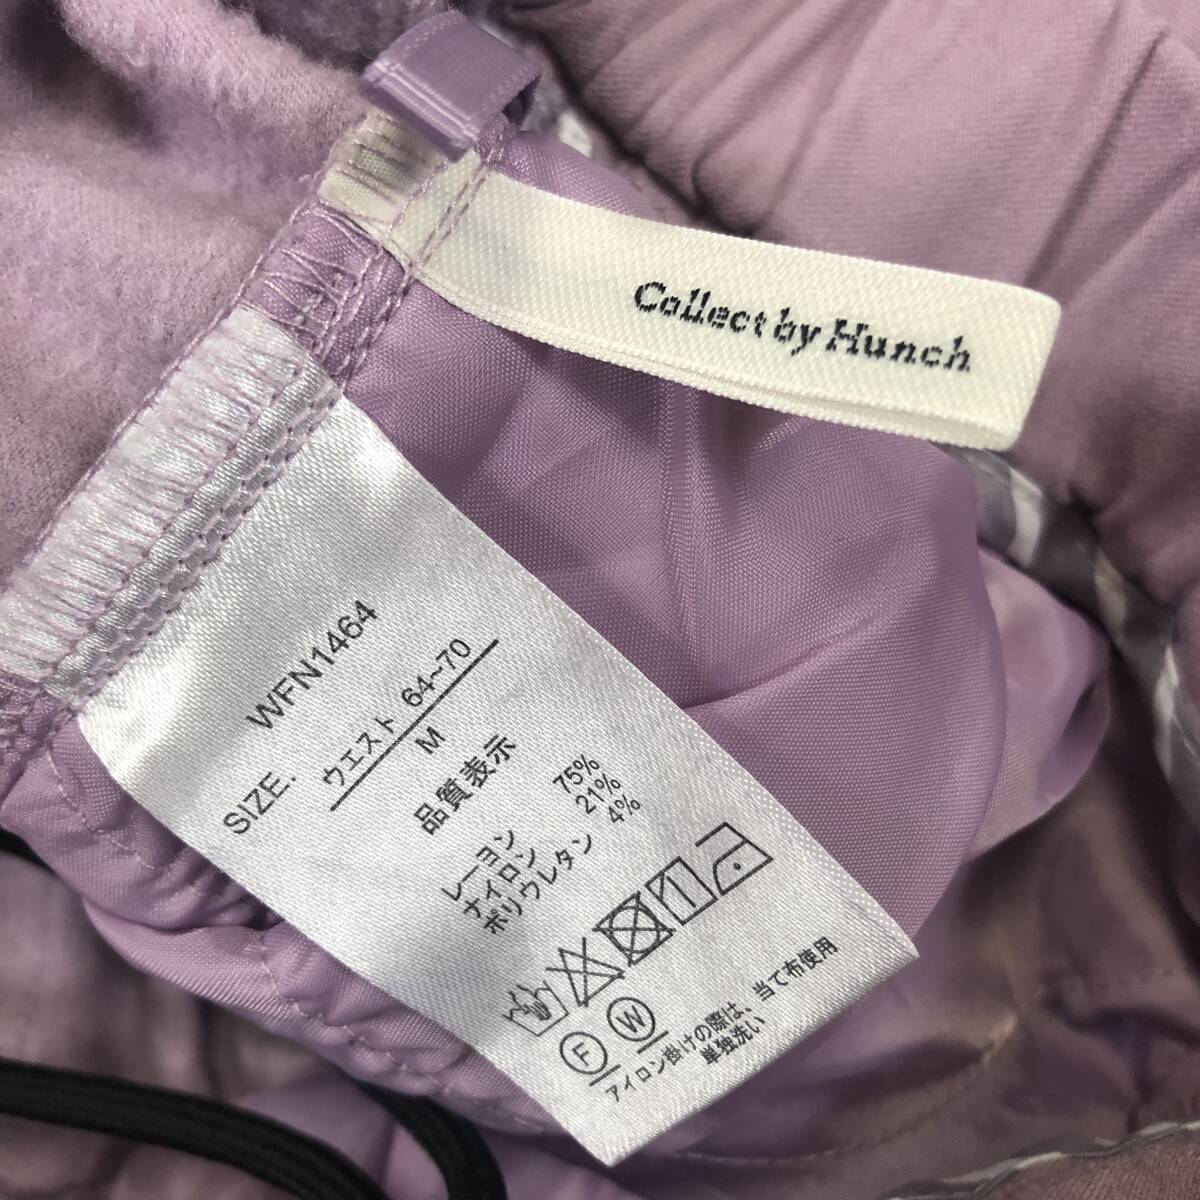 Collect by Hunch
WFN1464
SIZE. ウエスト 64~70
M
品質表示
レーヨン 75%
ナイロン 21%
ポリウレタン 4%
F W
アイロン掛けの際は、当て布使用
単独洗い